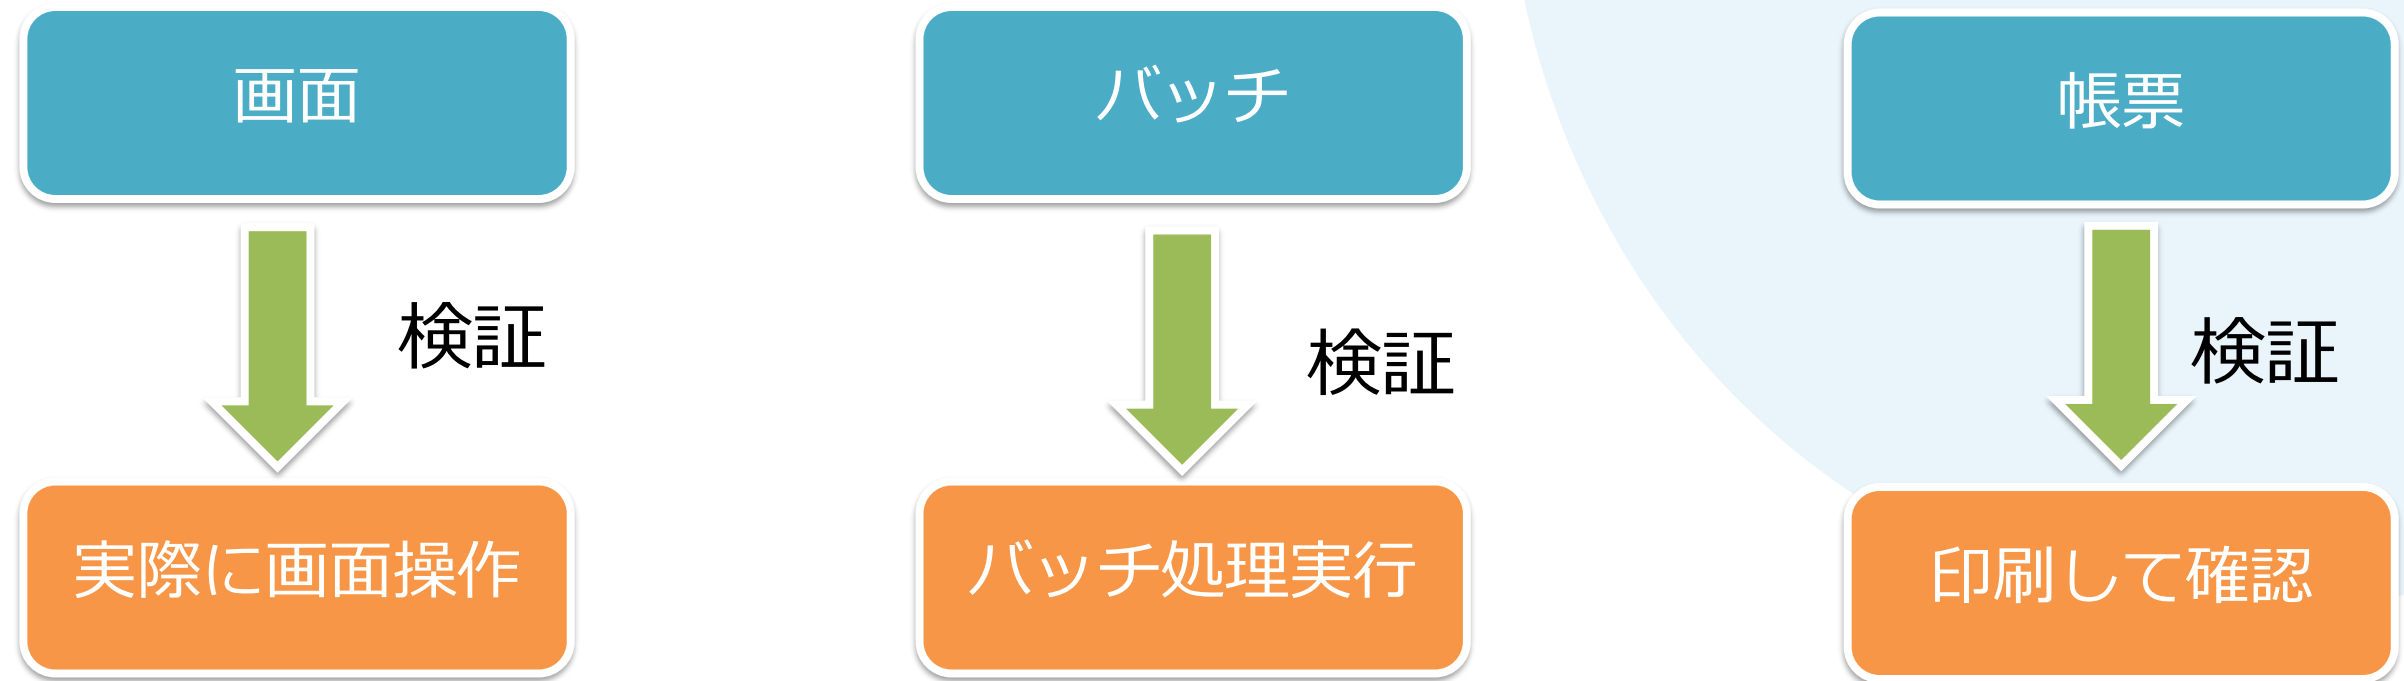 画面
バッチ
帳票
検証
検証
検証
実際に画面操作
バッチ処理実行
印刷して確認